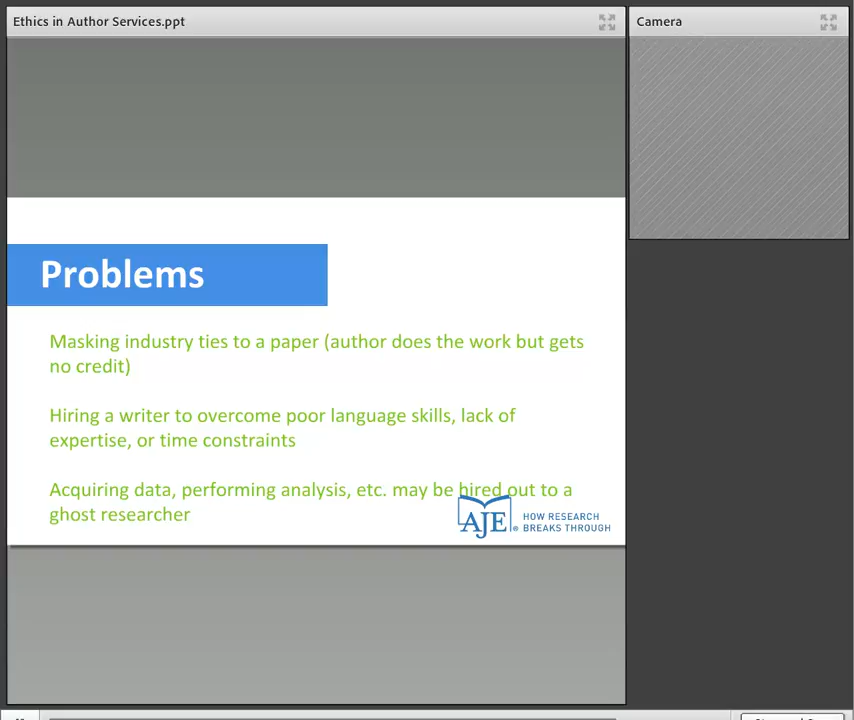 Ethics in Author Services.ppt
Camera
Problems
Masking industry ties to a paper (author does the work but gets
no credit)
Hiring a writer to overcome poor language skills, lack of
expertise, or time constraints
Acquiring data, performing analysis, etc. may be hired out to a
ghost researcher
AJE®
HOW RESEARCH
BREAKS THROUGH